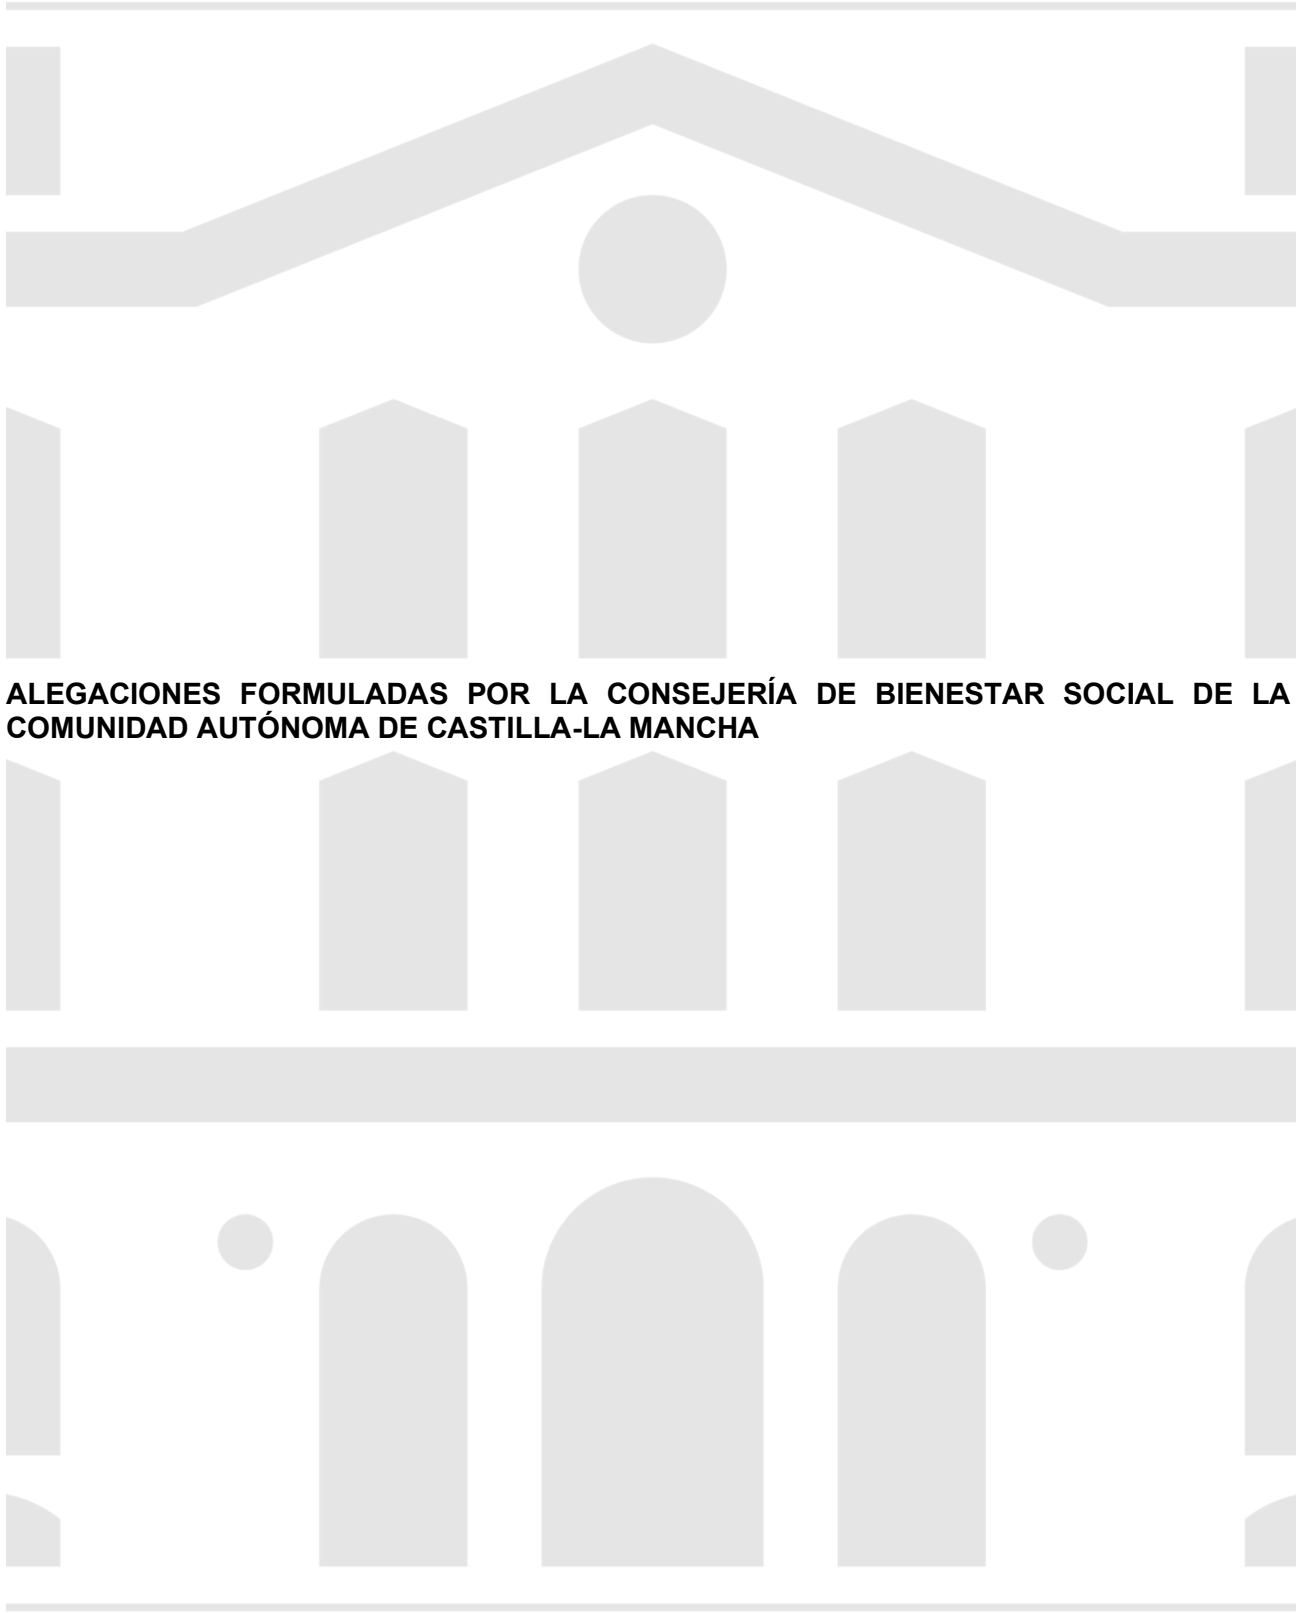 ALEGACIONES FORMULADAS POR LA CONSEJERÍA DE BIENESTAR SOCIAL DE LA
COMUNIDAD AUTÓNOMA DE CASTILLA-LA MANCHA